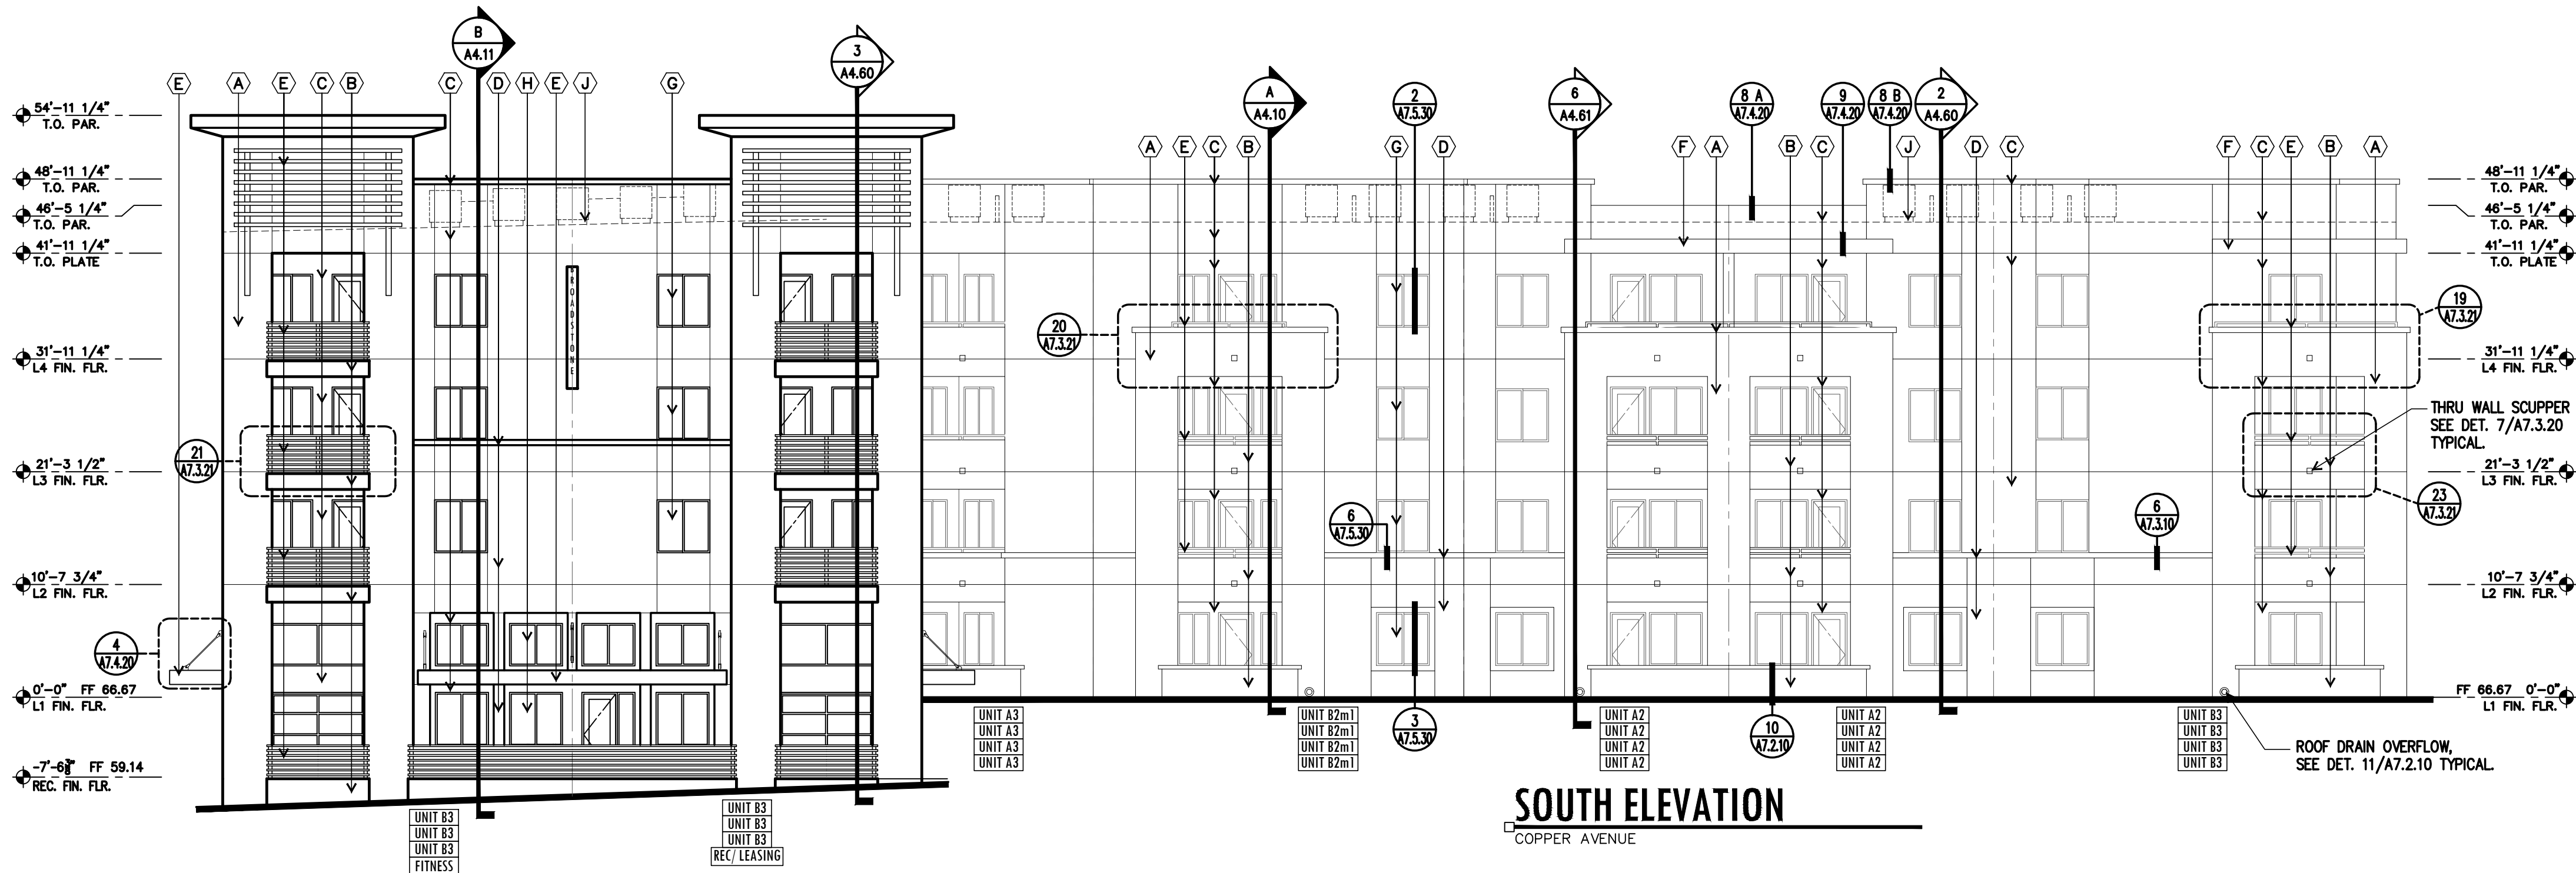 B
A4.11
3
A4.60
E
A
E
C
B
C
D
H
E
J
G
A
A4.10
2
A7.5.30
6
A4.61
8 A
A7.4.20
9
A7.4.20
8 B
A7.4.20
2
A4.60
A
E
C
B
G
D
F
A
B
C
J
D
C
F
C
E
B
A
54'-11 1/4"
T.O. PAR.
48'-11 1/4"
T.O. PAR.
46'-5 1/4"
T.O. PAR.
41'-11 1/4"
T.O. PLATE
31'-11 1/4"
L4 FIN. FLR.
21'-3 1/2"
L3 FIN. FLR.
10'-7 3/4"
L2 FIN. FLR.
0'-0" FF 66.67
L1 FIN. FLR.
-7'-6⅜" FF 59.14
REC. FIN. FLR.
21
A7.3.21
4
A7.4.20
BROADSTONE
20
A7.3.21
6
A7.5.30
3
A7.5.30
10
A7.2.10
6
A7.3.10
19
A7.3.21
23
A7.3.21
48'-11 1/4"
T.O. PAR.
46'-5 1/4"
T.O. PAR.
41'-11 1/4"
T.O. PLATE
31'-11 1/4"
L4 FIN. FLR.
THRU WALL SCUPPER
SEE DET. 7/A7.3.20
TYPICAL.
21'-3 1/2"
L3 FIN. FLR.
10'-7 3/4"
L2 FIN. FLR.
FF 66.67 0'-0"
L1 FIN. FLR.
ROOF DRAIN OVERFLOW,
SEE DET. 11/A7.2.10 TYPICAL.
UNIT B3
UNIT B3
UNIT B3
FITNESS
UNIT B3
UNIT B3
UNIT B3
REC/ LEASING
UNIT A3
UNIT A3
UNIT A3
UNIT A3
UNIT B2m1
UNIT B2m1
UNIT B2m1
UNIT B2m1
UNIT A2
UNIT A2
UNIT A2
UNIT A2
UNIT A2
UNIT A2
UNIT A2
UNIT A2
UNIT B3
UNIT B3
UNIT B3
UNIT B3
SOUTH ELEVATION
COPPER AVENUE